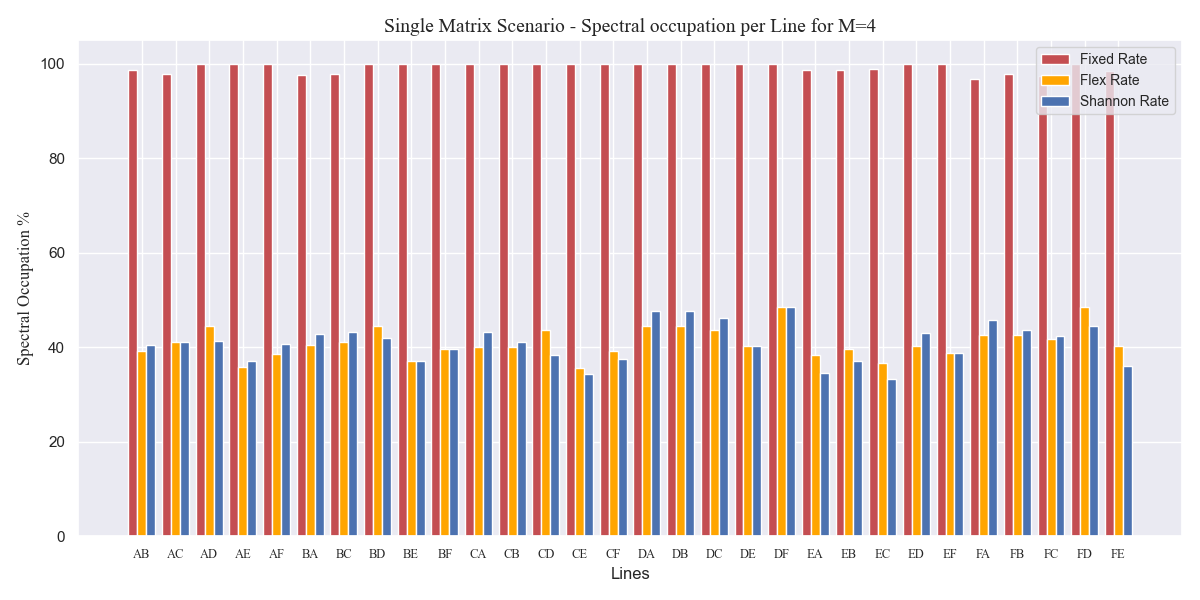 Single Matrix Scenario - Spectral occupation per Line for M=4
Fixed Rate
Flex Rate
Shannon Rate
Spectral Occupation %
100
80
60
40
20
0
AB AC AD AE AF BA BC BD BE BF CA CB CD CE CF DA DB DC DE DF EA EB EC ED EF FA FB FC FD FE
Lines